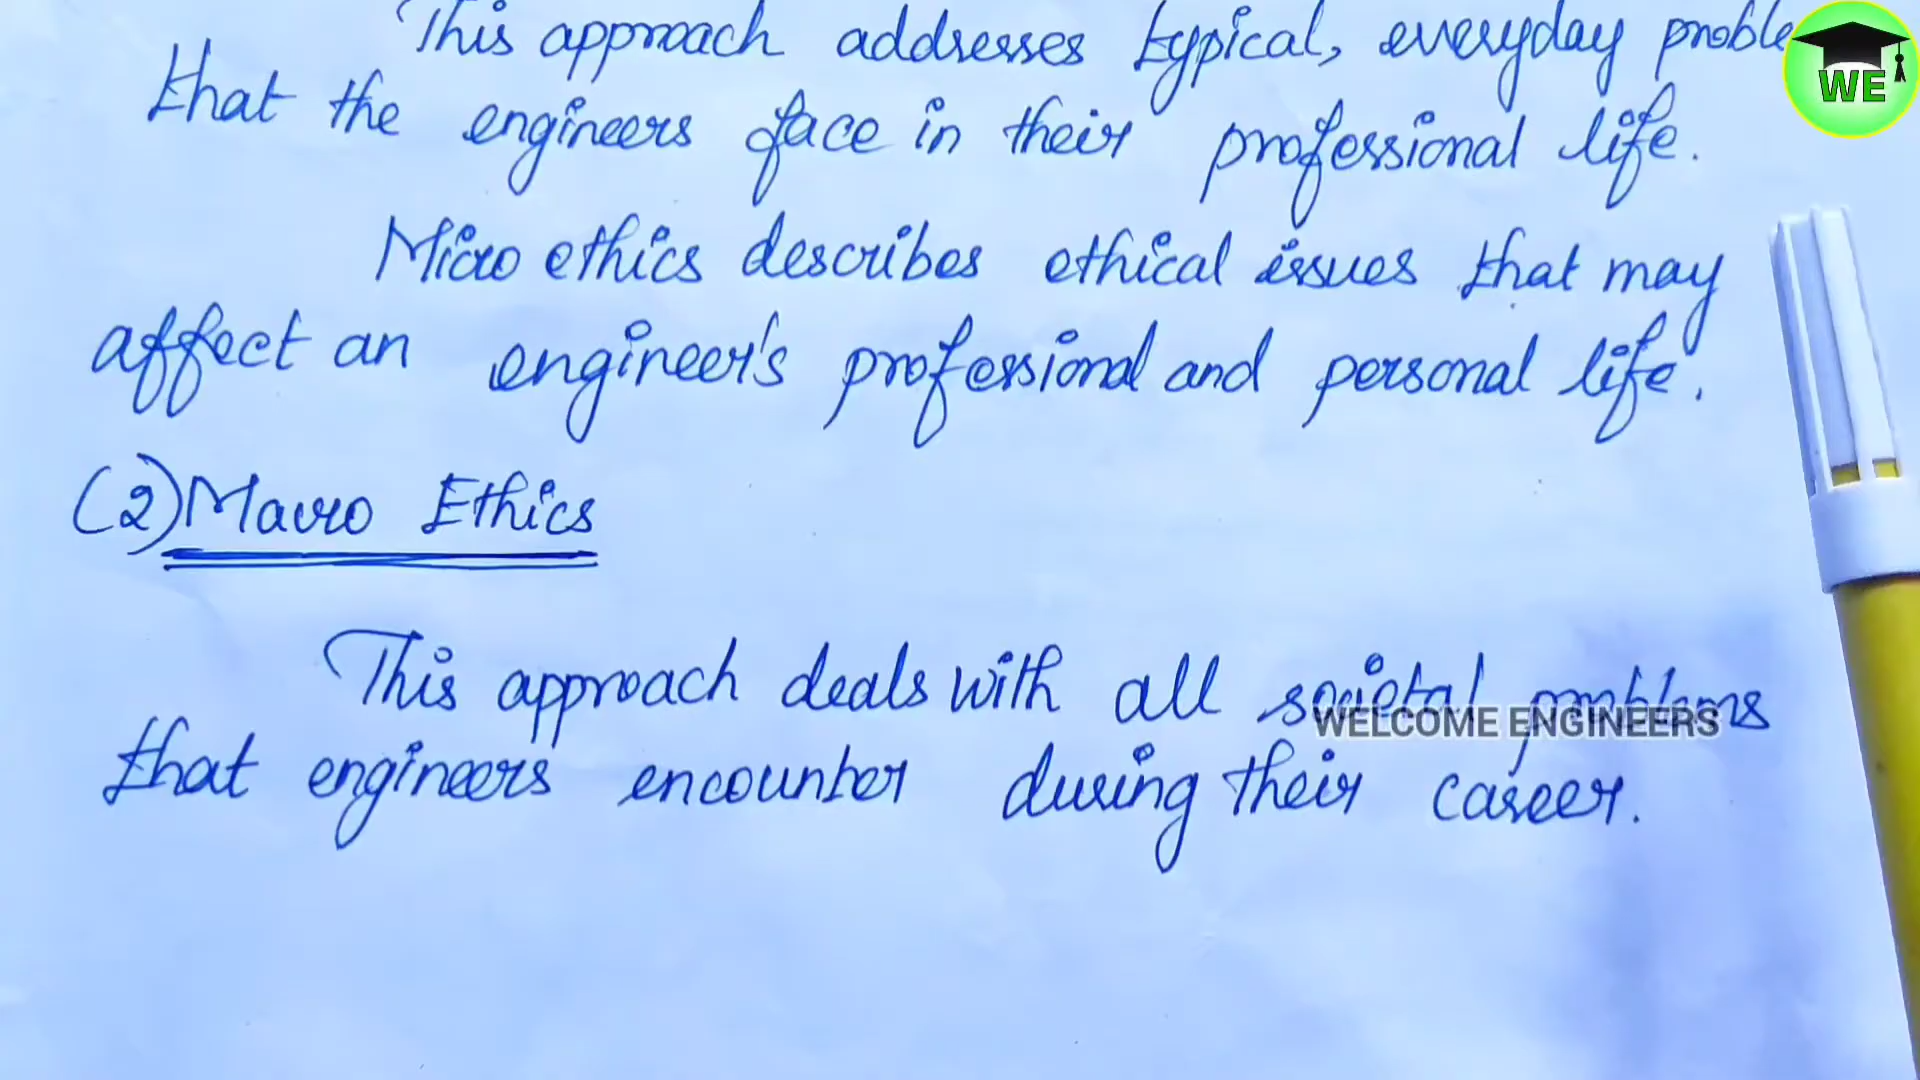 This approach addresses typical, everyday proble
WE
that the engineers face in their professional life.
Micro ethics describes ethical issues that may
affect an engineer's professional and personal life.
(2) Macro Ethics
This approach deals with all societal problems
WELCOME ENGINEERS
that engineers encounter during their career.